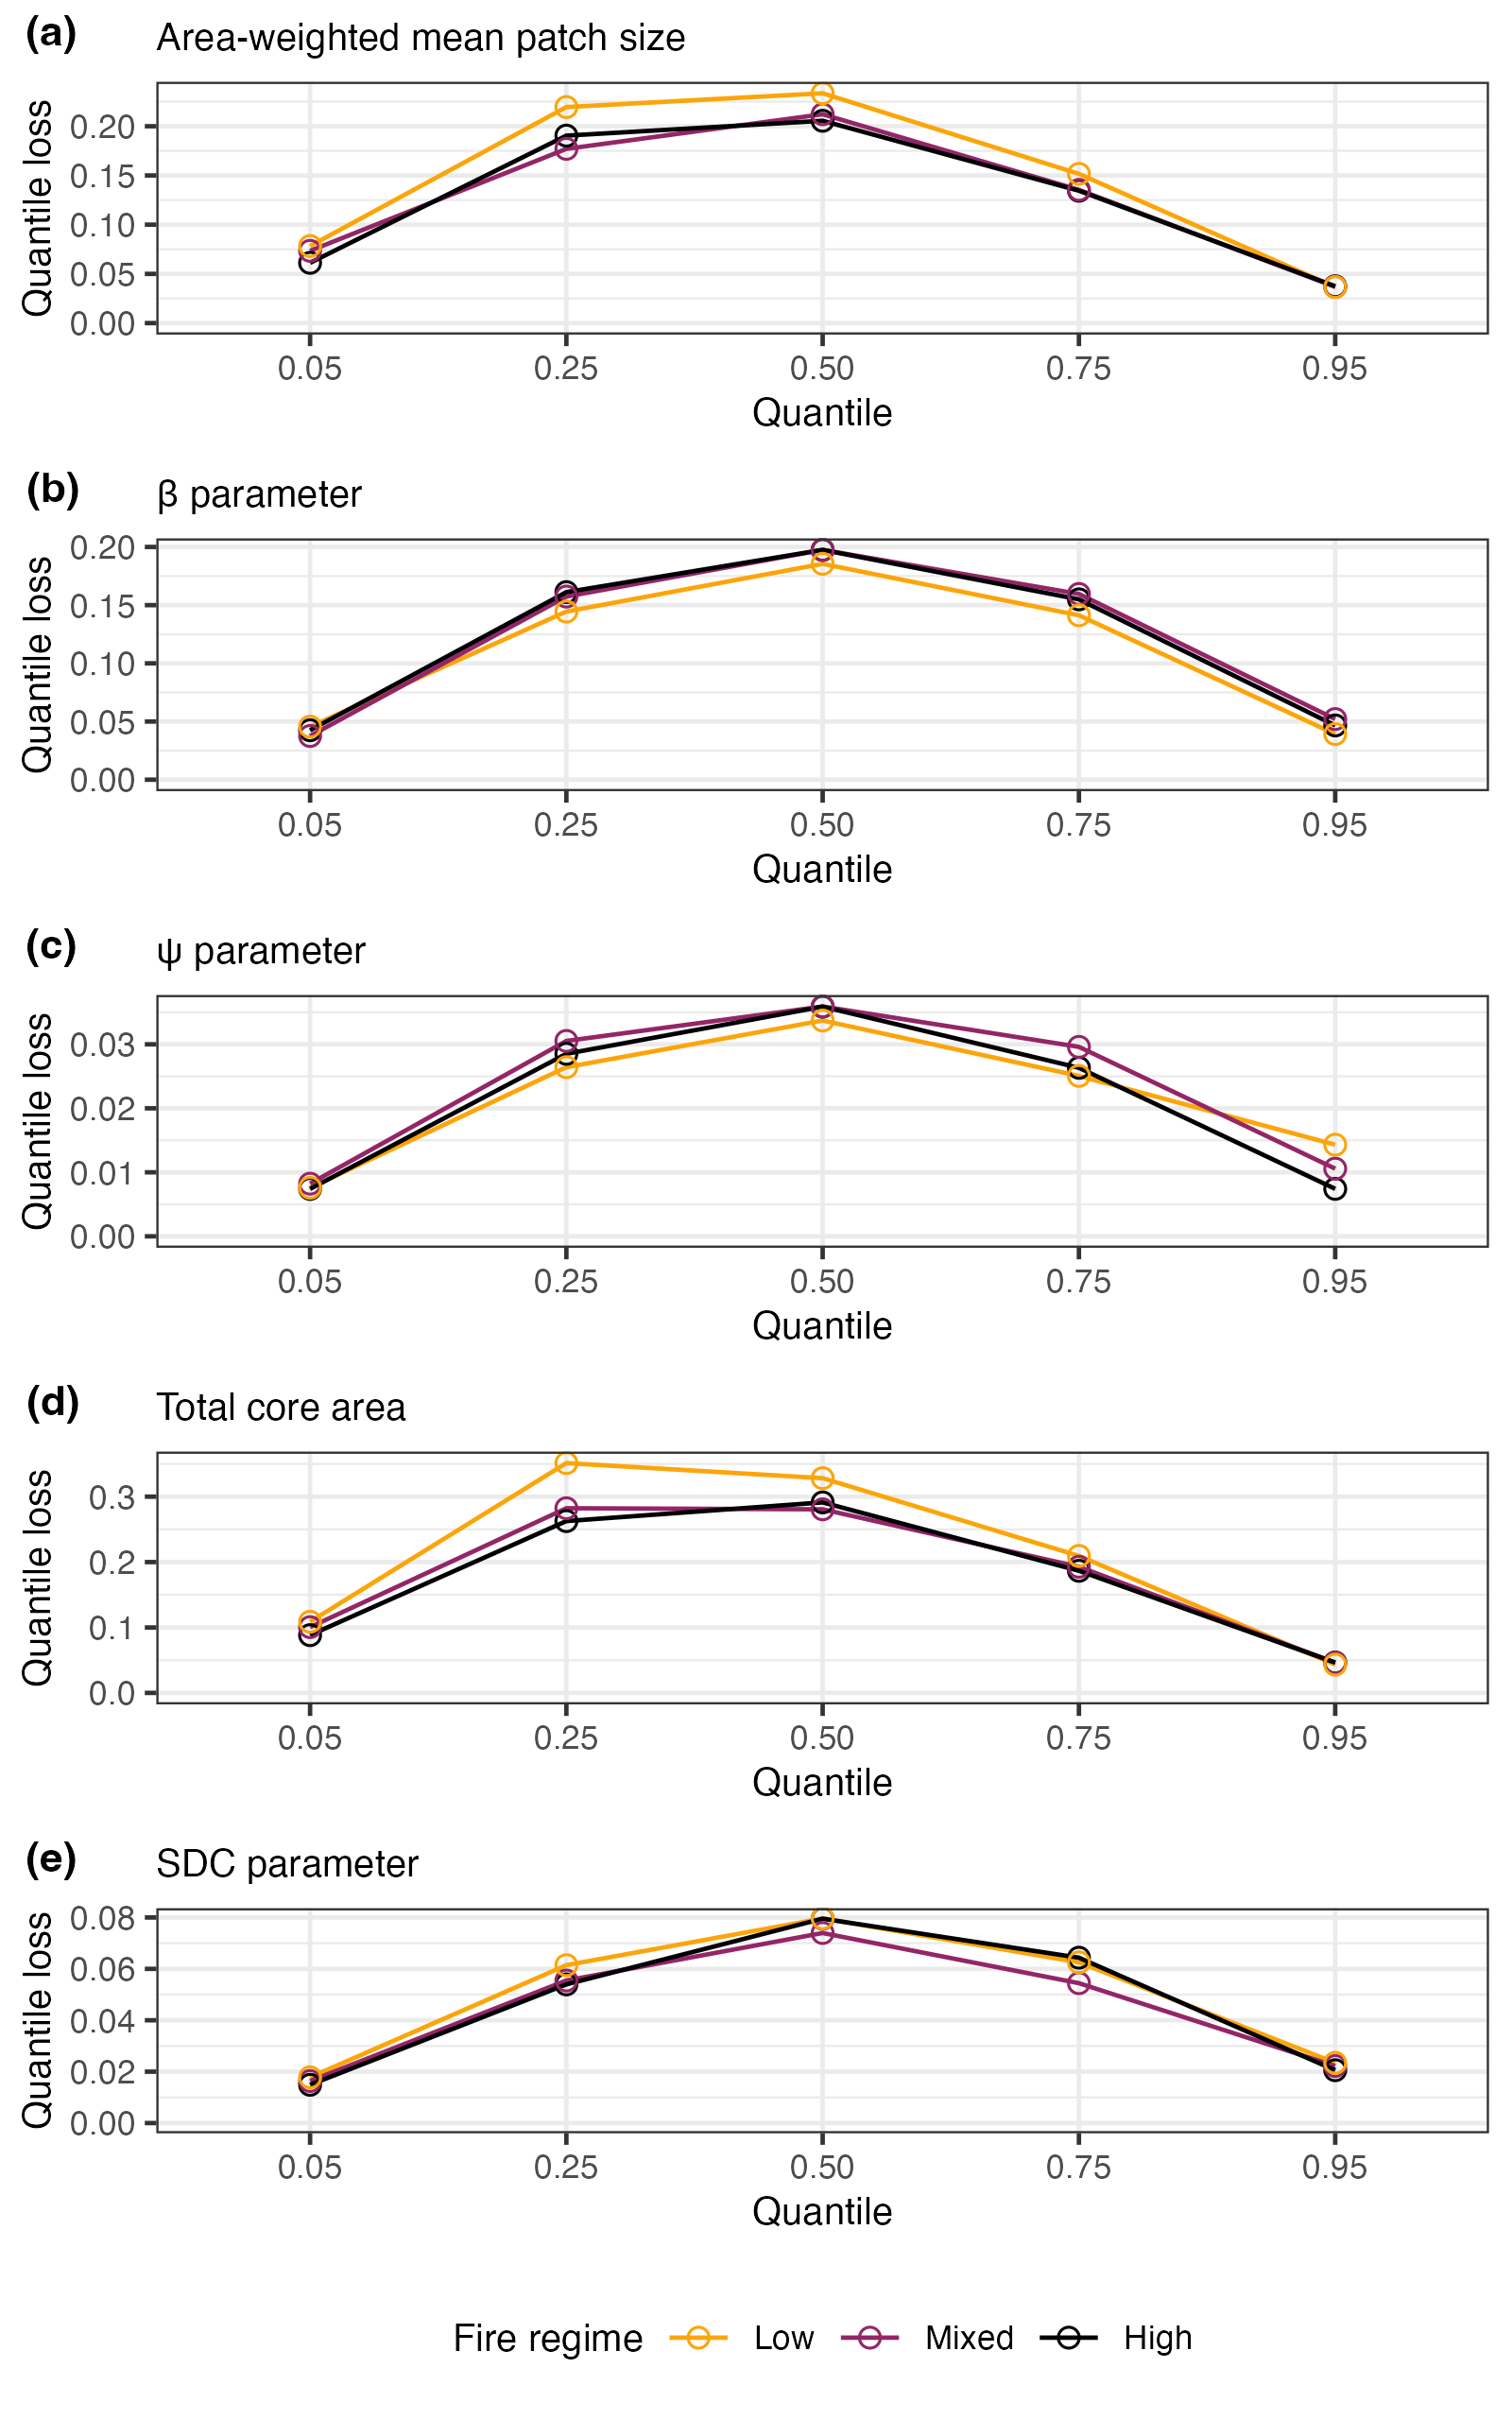 (a) Area-weighted mean patch size
Quantile loss
0.20
0.15
0.10
0.05
0.00
0.05 0.25 0.50 0.75 0.95
Quantile
(b) β parameter
Quantile loss
0.20
0.15
0.10
0.05
0.00
0.05 0.25 0.50 0.75 0.95
Quantile
(c) ψ parameter
Quantile loss
0.03
0.02
0.01
0.00
0.05 0.25 0.50 0.75 0.95
Quantile
(d) Total core area
Quantile loss
0.3
0.2
0.1
0.0
0.05 0.25 0.50 0.75 0.95
Quantile
(e) SDC parameter
Quantile loss
0.08
0.06
0.04
0.02
0.00
0.05 0.25 0.50 0.75 0.95
Quantile
Fire regime Low Mixed High